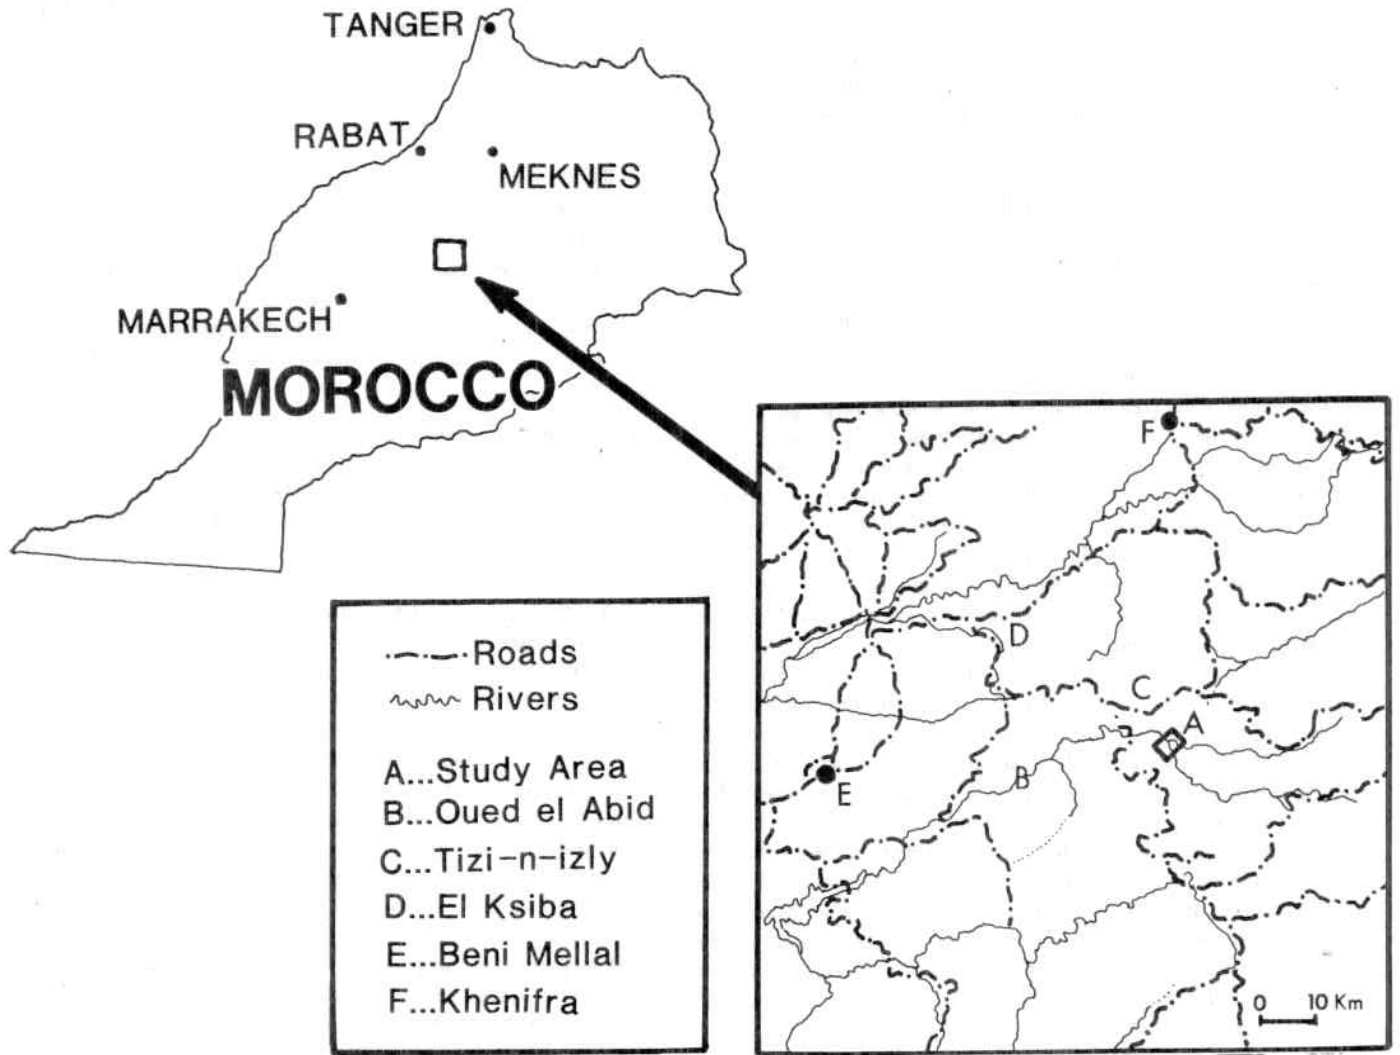 TANGER
RABAT
MEKNES
MARRAKECH
MOROCCO
F
D
C
A
B
E
0 10 Km
Roads
Rivers
A...Study Area
B...Oued el Abid
C...Tizi-n-izly
D...El Ksiba
E...Beni Mellal
F...Khenifra